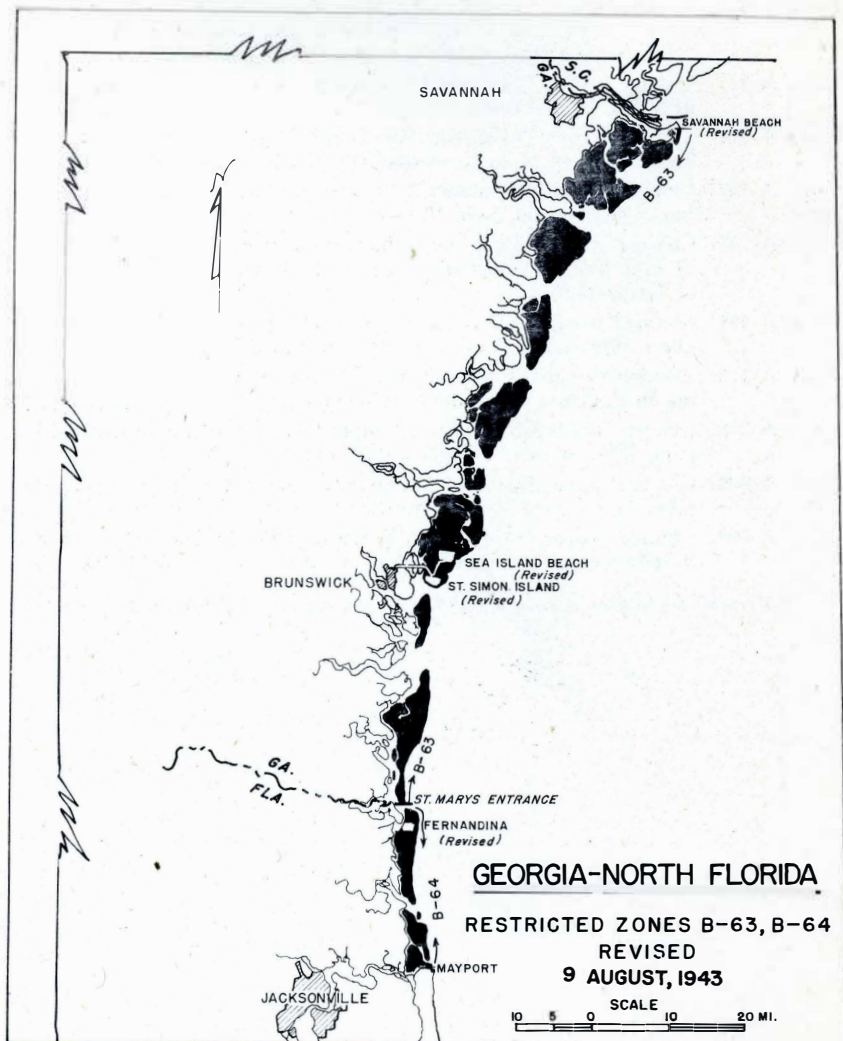 SAVANNAH
S.C.
GA.
SAVANNAH BEACH
(Revised)
B-63
SEA ISLAND BEACH
(Revised)
BRUNSWICK
ST. SIMON ISLAND
(Revised)
B-63
GA.
FLA.
ST. MARYS ENTRANCE
FERNANDINA
(Revised)
B-64
MAYPORT
JACKSONVILLE
GEORGIA-NORTH FLORIDA
RESTRICTED ZONES B-63, B-64
REVISED
9 AUGUST, 1943
SCALE
10 5 0 10 20 MI.